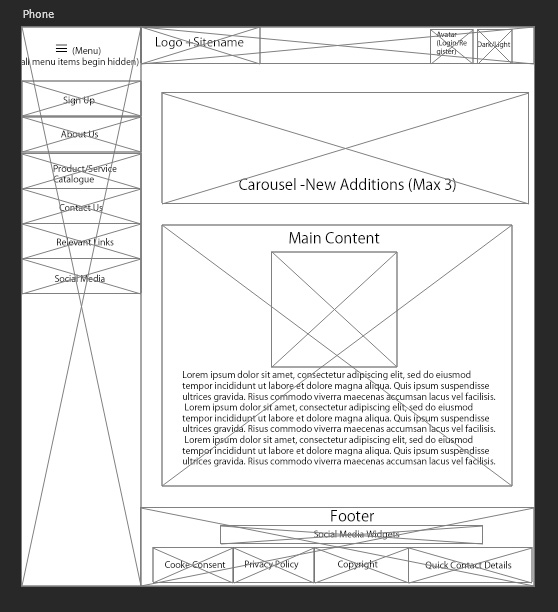 Phone
(Menu)
all menu items begin hidden)
Logo +Sitename
Avatar
(Login/Re
gister)
Dark/Light
Sign Up
About Us
Product/Service
Catalogue
Contact Us
Relevant Links
Social Media
Carousel -New Additions (Max 3)
Main Content
Lorem ipsum dolor sit amet, consectetur adipiscing elit, sed do eiusmod
tempor incididunt ut labore et dolore magna aliqua. Quis ipsum suspendisse
ultrices gravida. Risus commodo viverra maecenas accumsan lacus vel facilisis.
Lorem ipsum dolor sit amet, consectetur adipiscing elit, sed do eiusmod
tempor incididunt ut labore et dolore magna aliqua. Quis ipsum suspendisse
ultrices gravida. Risus commodo viverra maecenas accumsan lacus vel facilisis.
Lorem ipsum dolor sit amet, consectetur adipiscing elit, sed do eiusmod
tempor incididunt ut labore et dolore magna aliqua. Quis ipsum suspendisse
ultrices gravida. Risus commodo viverra maecenas accumsan lacus vel facilisis.
Footer
Social Media Widgets
Cooke Consent
Privacy Policy
Copyright
Quick Contact Details